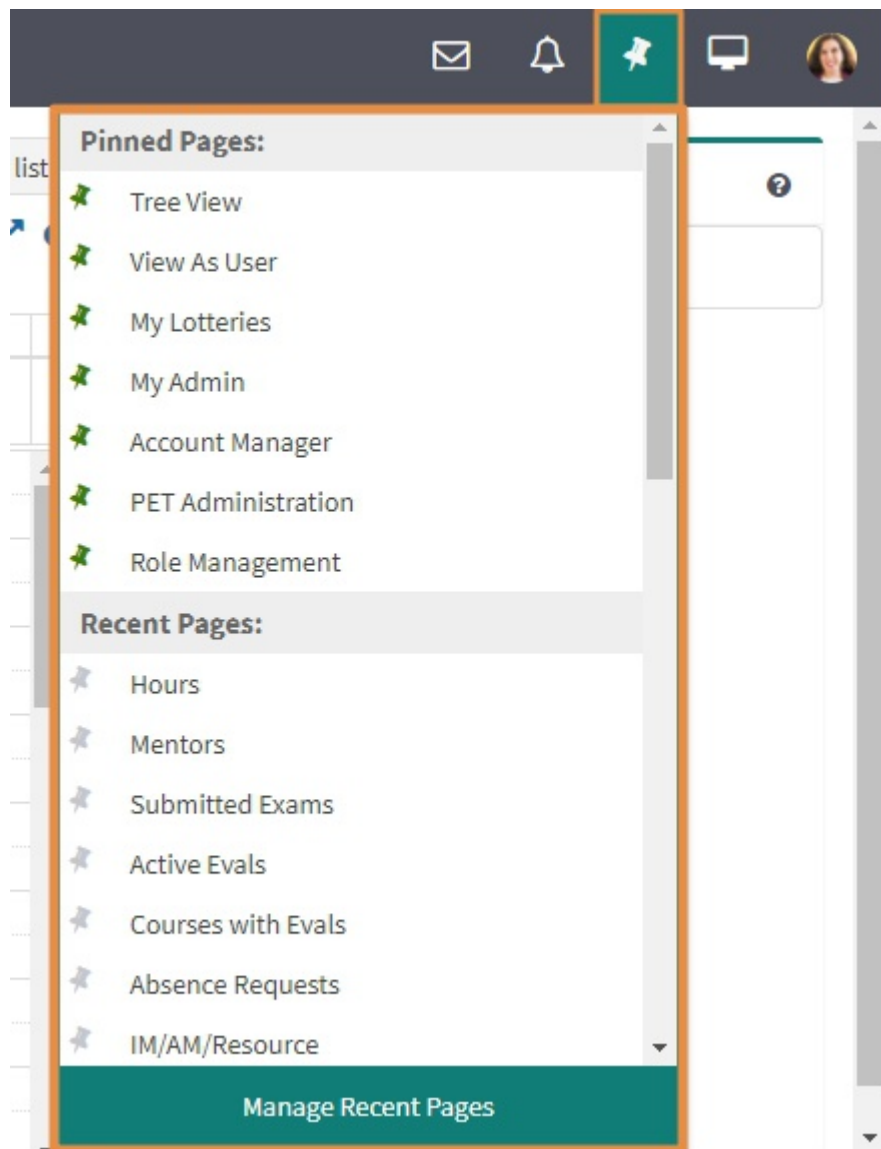 Pinned Pages:
list
Tree View
View As User
My Lotteries
My Admin
Account Manager
PET Administration
Role Management
Recent Pages:
Hours
Mentors
Submitted Exams
Active Evals
Courses with Evals
Absence Requests
IM/AM/Resource
Manage Recent Pages